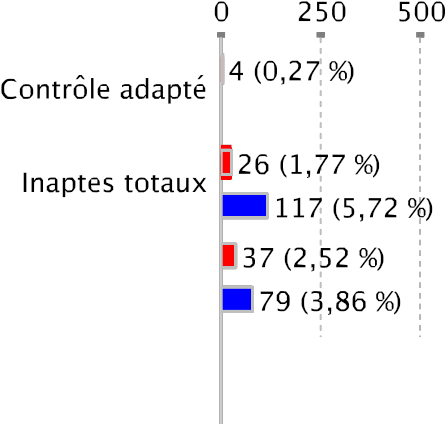 0 250 500
Contrôle adapté 4 (0,27 %)
26 (1,77 %)
Inaptes totaux
117 (5,72 %)
37 (2,52 %)
79 (3,86 %)